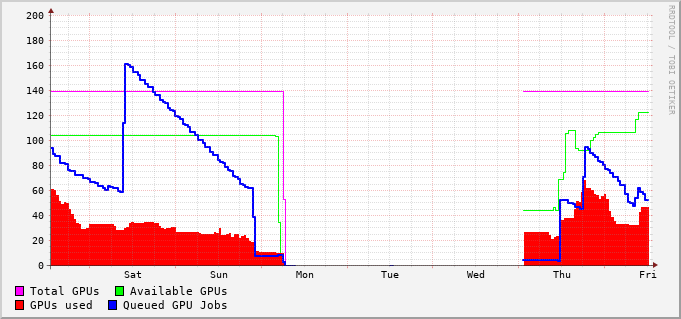 RRDTOOL / TOBI OETIKER
200
180
160
140
120
100
80
60
40
20
0
Sat Sun Mon Tue Wed Thu Fri
Total GPUs Available GPUs
GPUs used Queued GPU Jobs